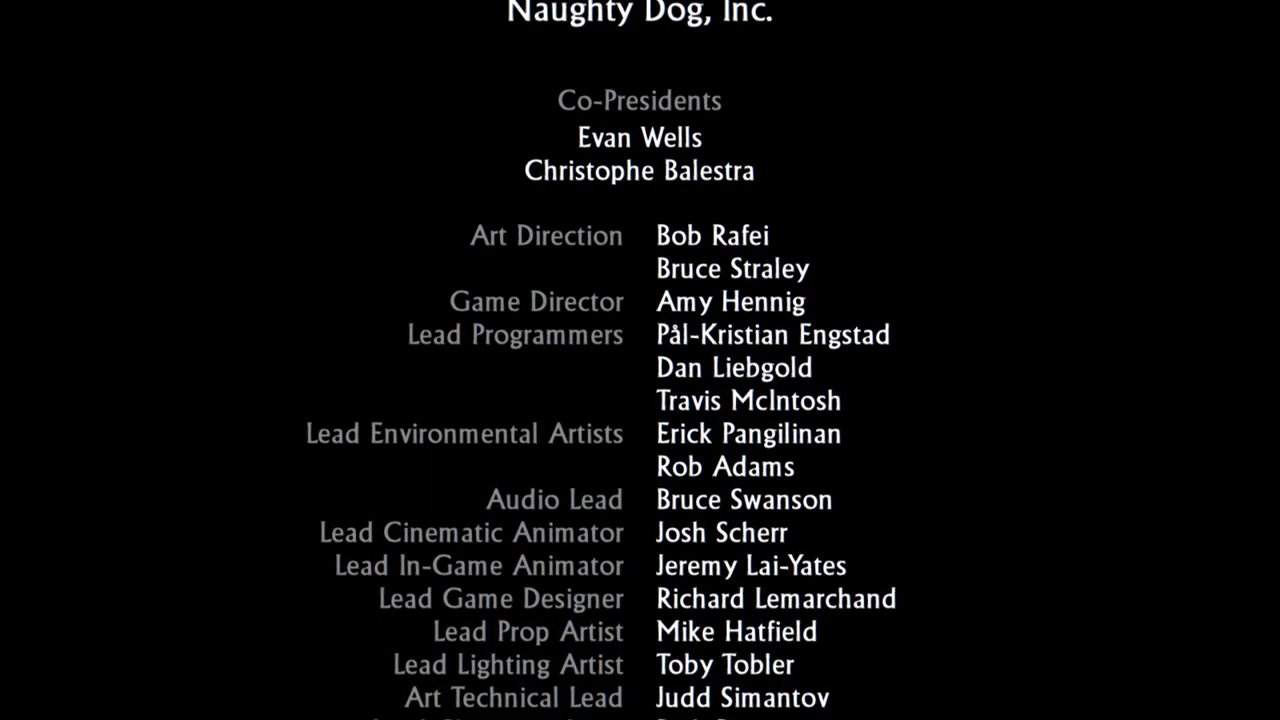 Naughty Dog, Inc.
Co-Presidents
Evan Wells
Christophe Balestra
Art Direction Bob Rafei
Bruce Straley
Game Director Amy Hennig
Lead Programmers Pål-Kristian Engstad
Dan Liebgold
Travis McIntosh
Lead Environmental Artists Erick Pangilinan
Rob Adams
Audio Lead Bruce Swanson
Lead Cinematic Animator Josh Scherr
Lead In-Game Animator Jeremy Lai-Yates
Lead Game Designer Richard Lemarchand
Lead Prop Artist Mike Hatfield
Lead Lighting Artist Toby Tobler
Art Technical Lead Judd Simantov